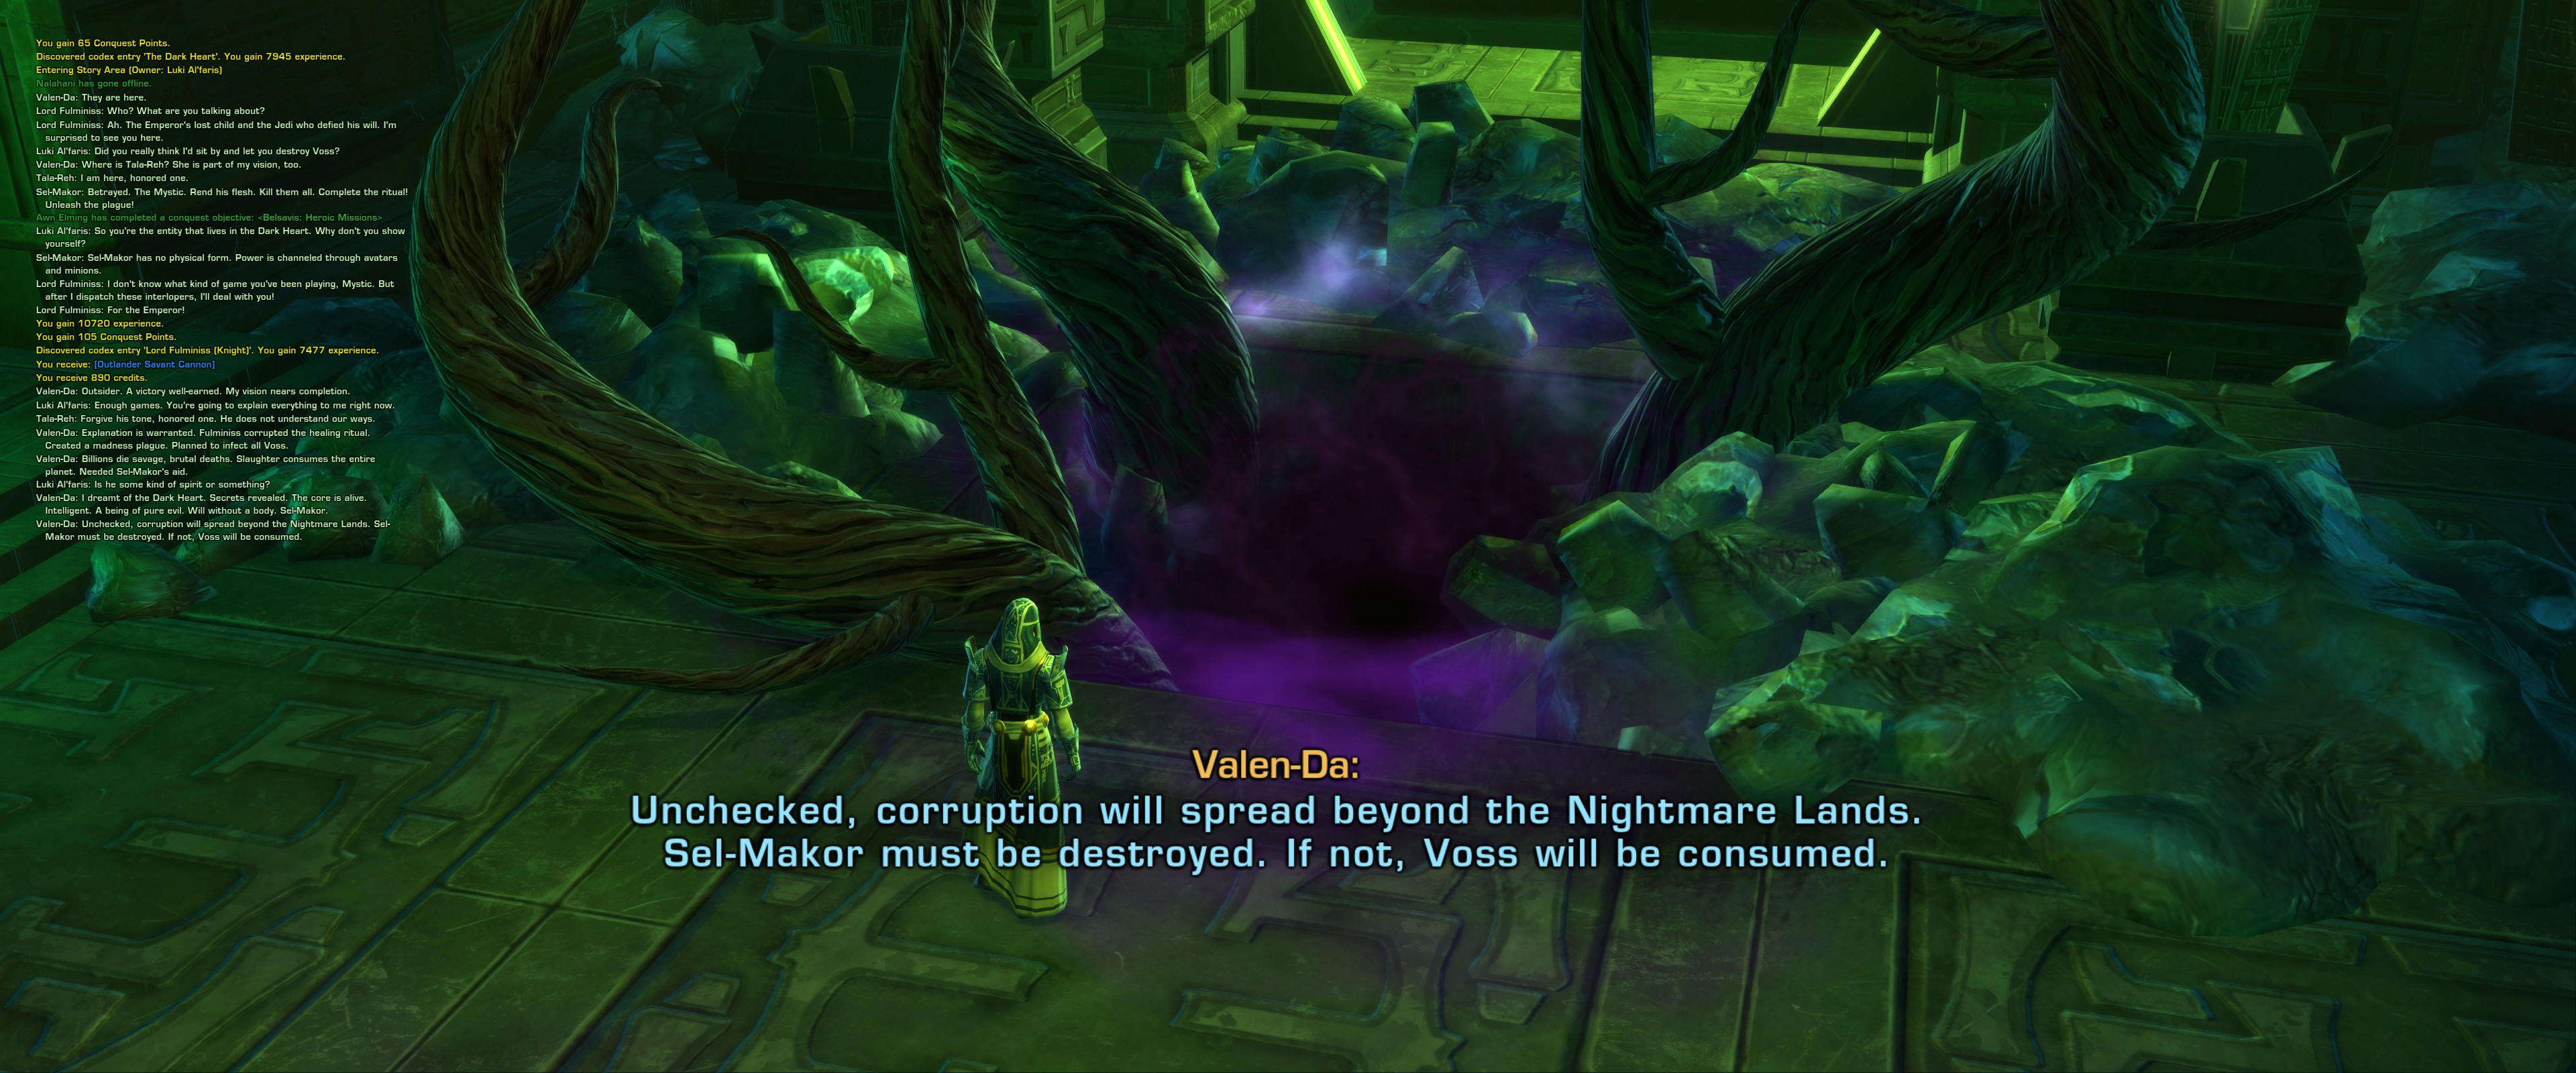 You gain 65 Conquest Points.
Discovered codex entry 'The Dark Heart'. You gain 7945 experience.
Entering Story Area (Owner: Luki Al'faris)
Nalahani has gone offline.
Valen-Da: They are here.
Lord Fulminiss: Who? What are you talking about?
Lord Fulminiss: Ah. The Emperor's lost child and the Jedi who defied his will. I'm
surprised to see you here.
Luki Al'faris: Did you really think I'd sit by and let you destroy Voss?
Valen-Da: Where is Tala-Reh? She is part of my vision, too.
Tala-Reh: I am here, honored one.
Sel-Makor: Betrayed. The Mystic. Rend his flesh. Kill them all. Complete the ritual!
Unleash the plague!
Awn Elming has completed a conquest objective: <Belsavis: Heroic Missions>
Luki Al'faris: So you're the entity that lives in the Dark Heart. Why don't you show
yourself?
Sel-Makor: Sel-Makor has no physical form. Power is channeled through avatars
and minions.
Lord Fulminiss: I don't know what kind of game you've been playing, Mystic. But
after I dispatch these interlopers, I'll deal with you!
Lord Fulminiss: For the Emperor!
You gain 10720 experience.
You gain 105 Conquest Points.
Discovered codex entry 'Lord Fulminiss (Knight)'. You gain 7477 experience.
You receive: [Outlander Savant Cannon]
You receive 890 credits.
Valen-Da: Outsider. A victory well-earned. My vision nears completion.
Luki Al'faris: Enough games. You're going to explain everything to me right now.
Tala-Reh: Forgive his tone, honored one. He does not understand our ways.
Valen-Da: Explanation is warranted. Fulminiss corrupted the healing ritual.
Created a madness plague. Planned to infect all Voss.
Valen-Da: Billions die savage, brutal deaths. Slaughter consumes the entire
planet. Needed Sel-Makor's aid.
Luki Al'faris: Is he some kind of spirit or something?
Valen-Da: I dreamt of the Dark Heart. Secrets revealed. The core is alive.
Intelligent. A being of pure evil. Will without a body. Sel-Makor.
Valen-Da: Unchecked, corruption will spread beyond the Nightmare Lands. Sel-
Makor must be destroyed. If not, Voss will be consumed.
Valen-Da:
Unchecked, corruption will spread beyond the Nightmare Lands.
Sel-Makor must be destroyed. If not, Voss will be consumed.